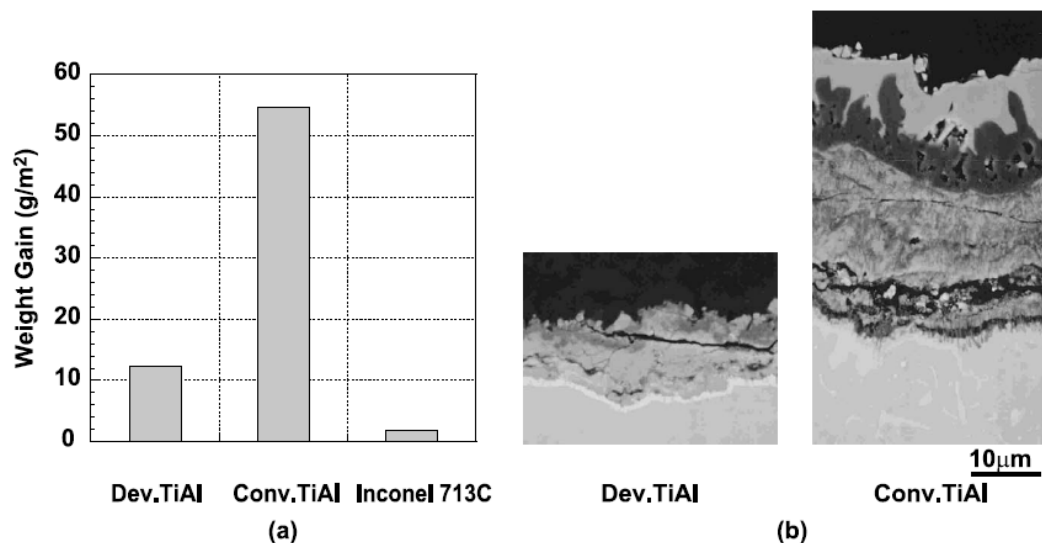 60
50
40
30
20
10
0
Weight Gain (g/m²)
Dev.TiAl
Conv.TiAl
Inconel 713C
(a)
10μm
Dev.TiAl
Conv.TiAl
(b)